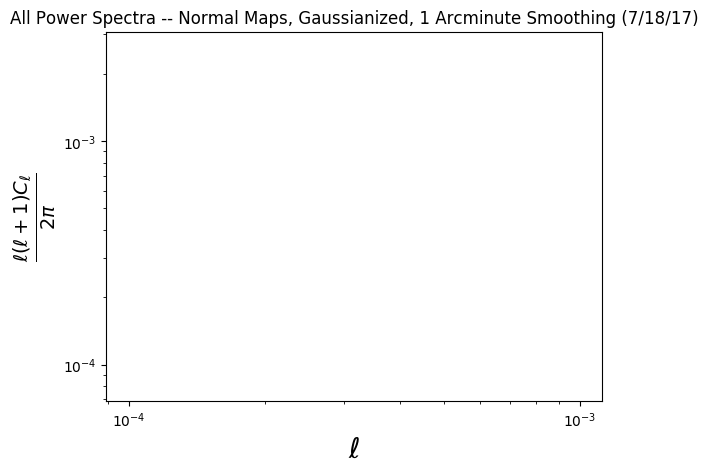 All Power Spectra -- Normal Maps, Gaussianized, 1 Arcminute Smoothing (7/18/17)
10⁻³
ℓ(ℓ + 1)Cℓ
2π
10⁻⁴
10⁻⁴
10⁻³
ℓ